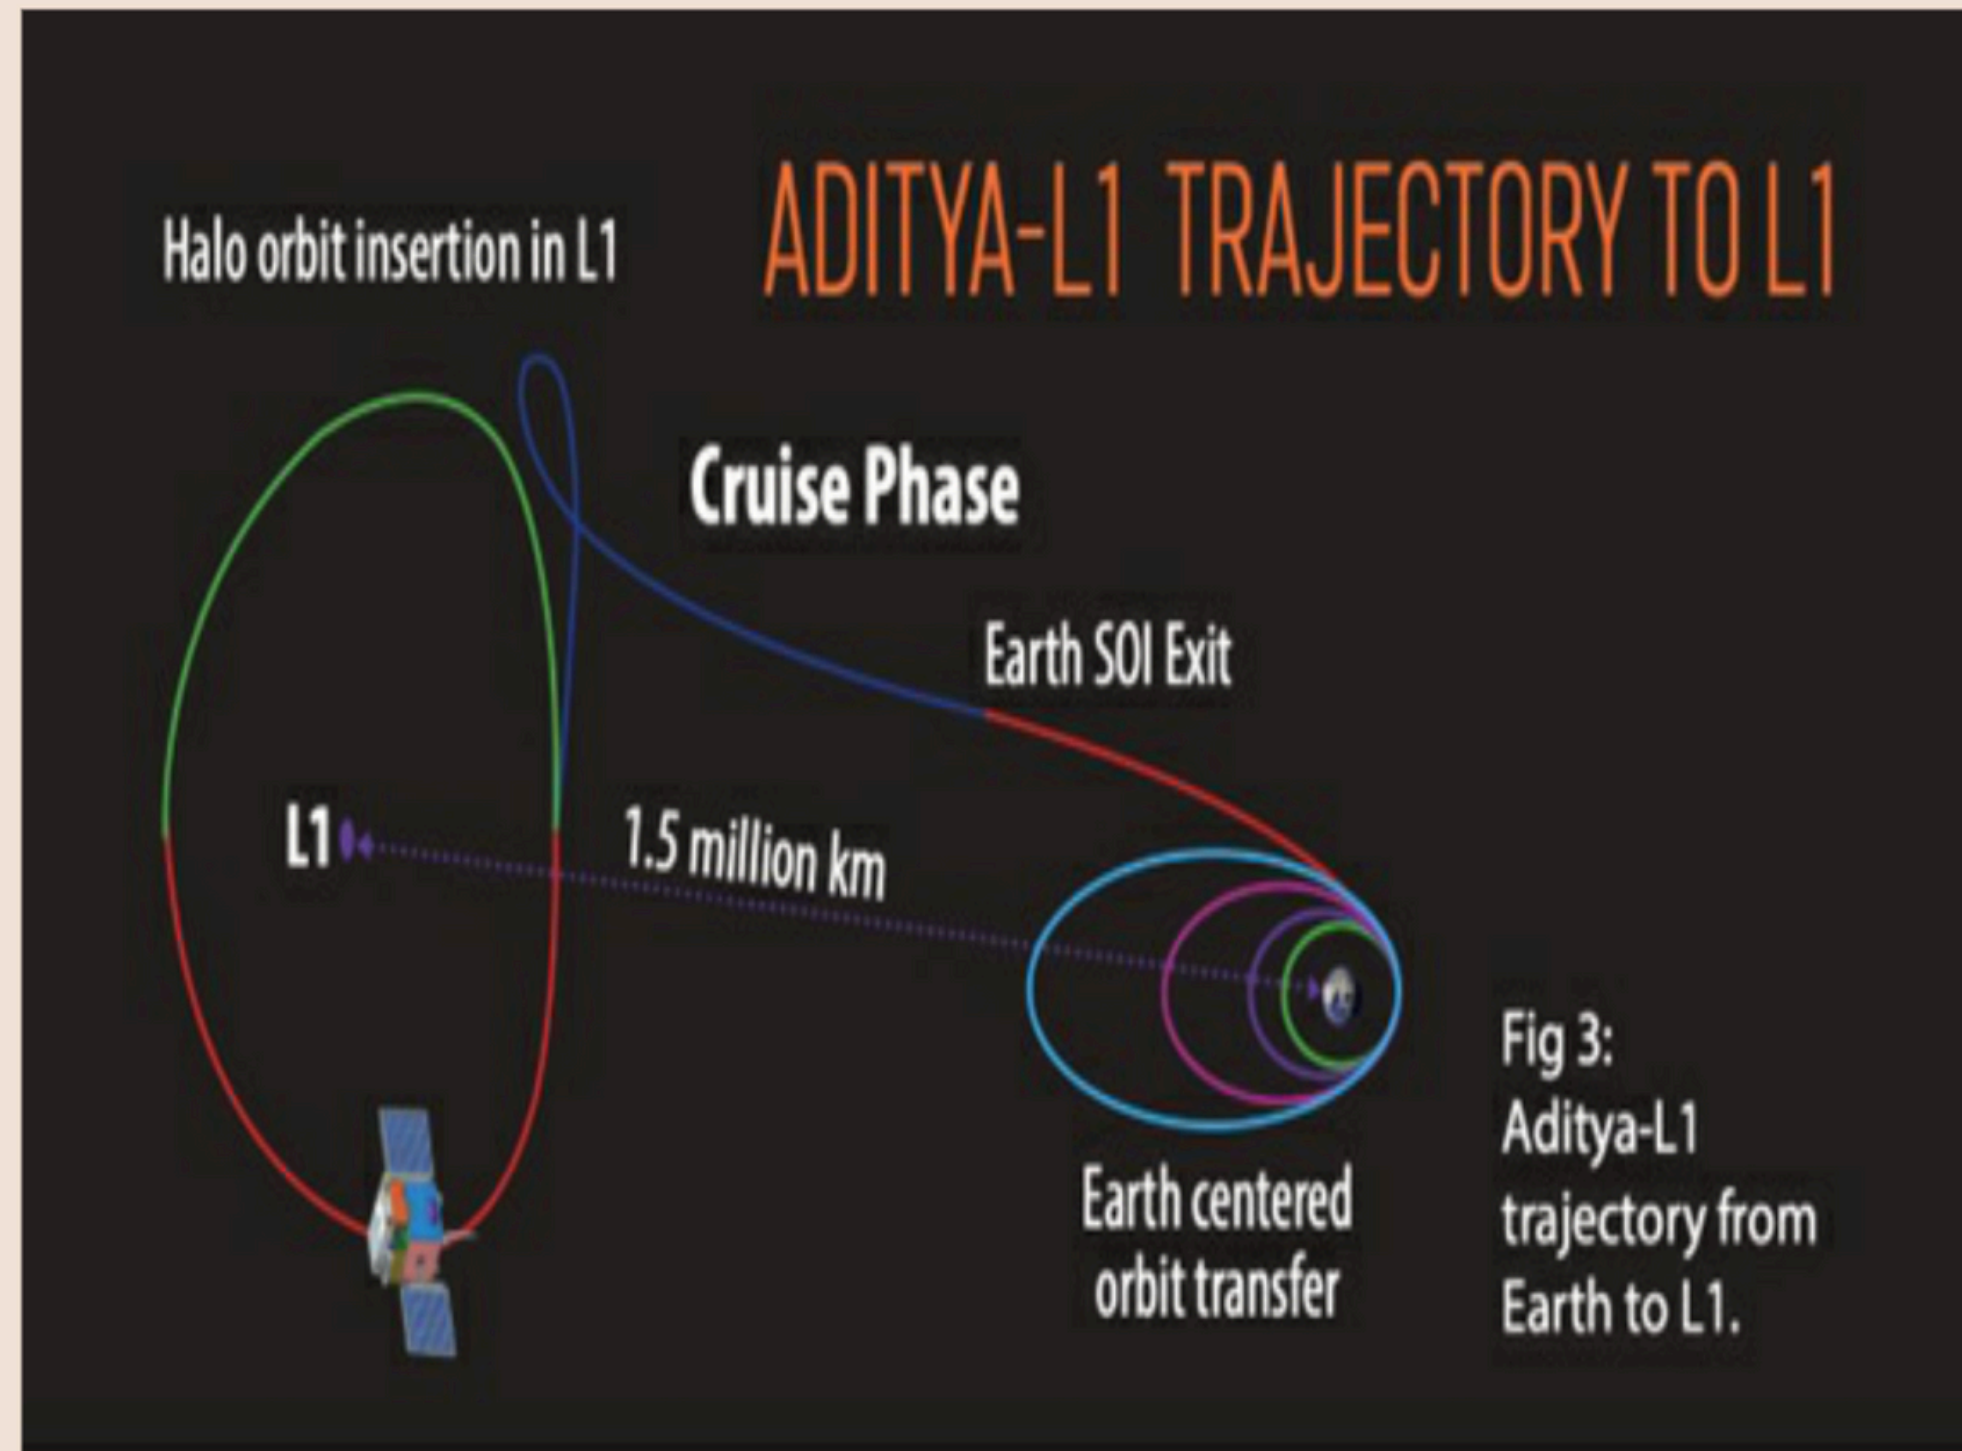 ADITYA-L1 TRAJECTORY TO L1
Halo orbit insertion in L1
Cruise Phase
Earth SOI Exit
L1
1.5 million km
Earth centered
orbit transfer
Fig 3:
Aditya-L1
trajectory from
Earth to L1.